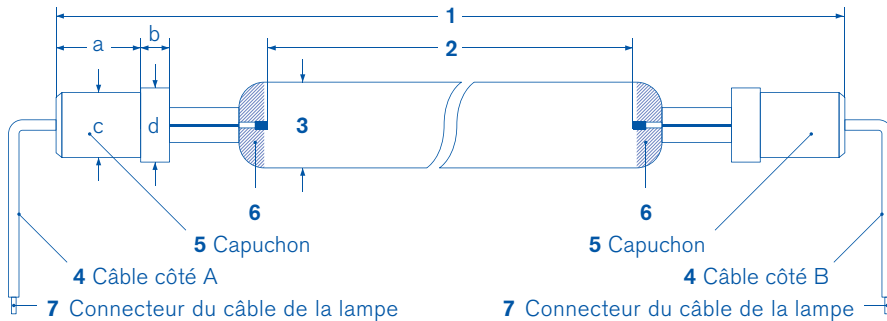 1
a b
2
c d 3
6 6
5 Capuchon 5 Capuchon
4 Câble côté A 4 Câble côté B
7 Connecteur du câble de la lampe 7 Connecteur du câble de la lampe